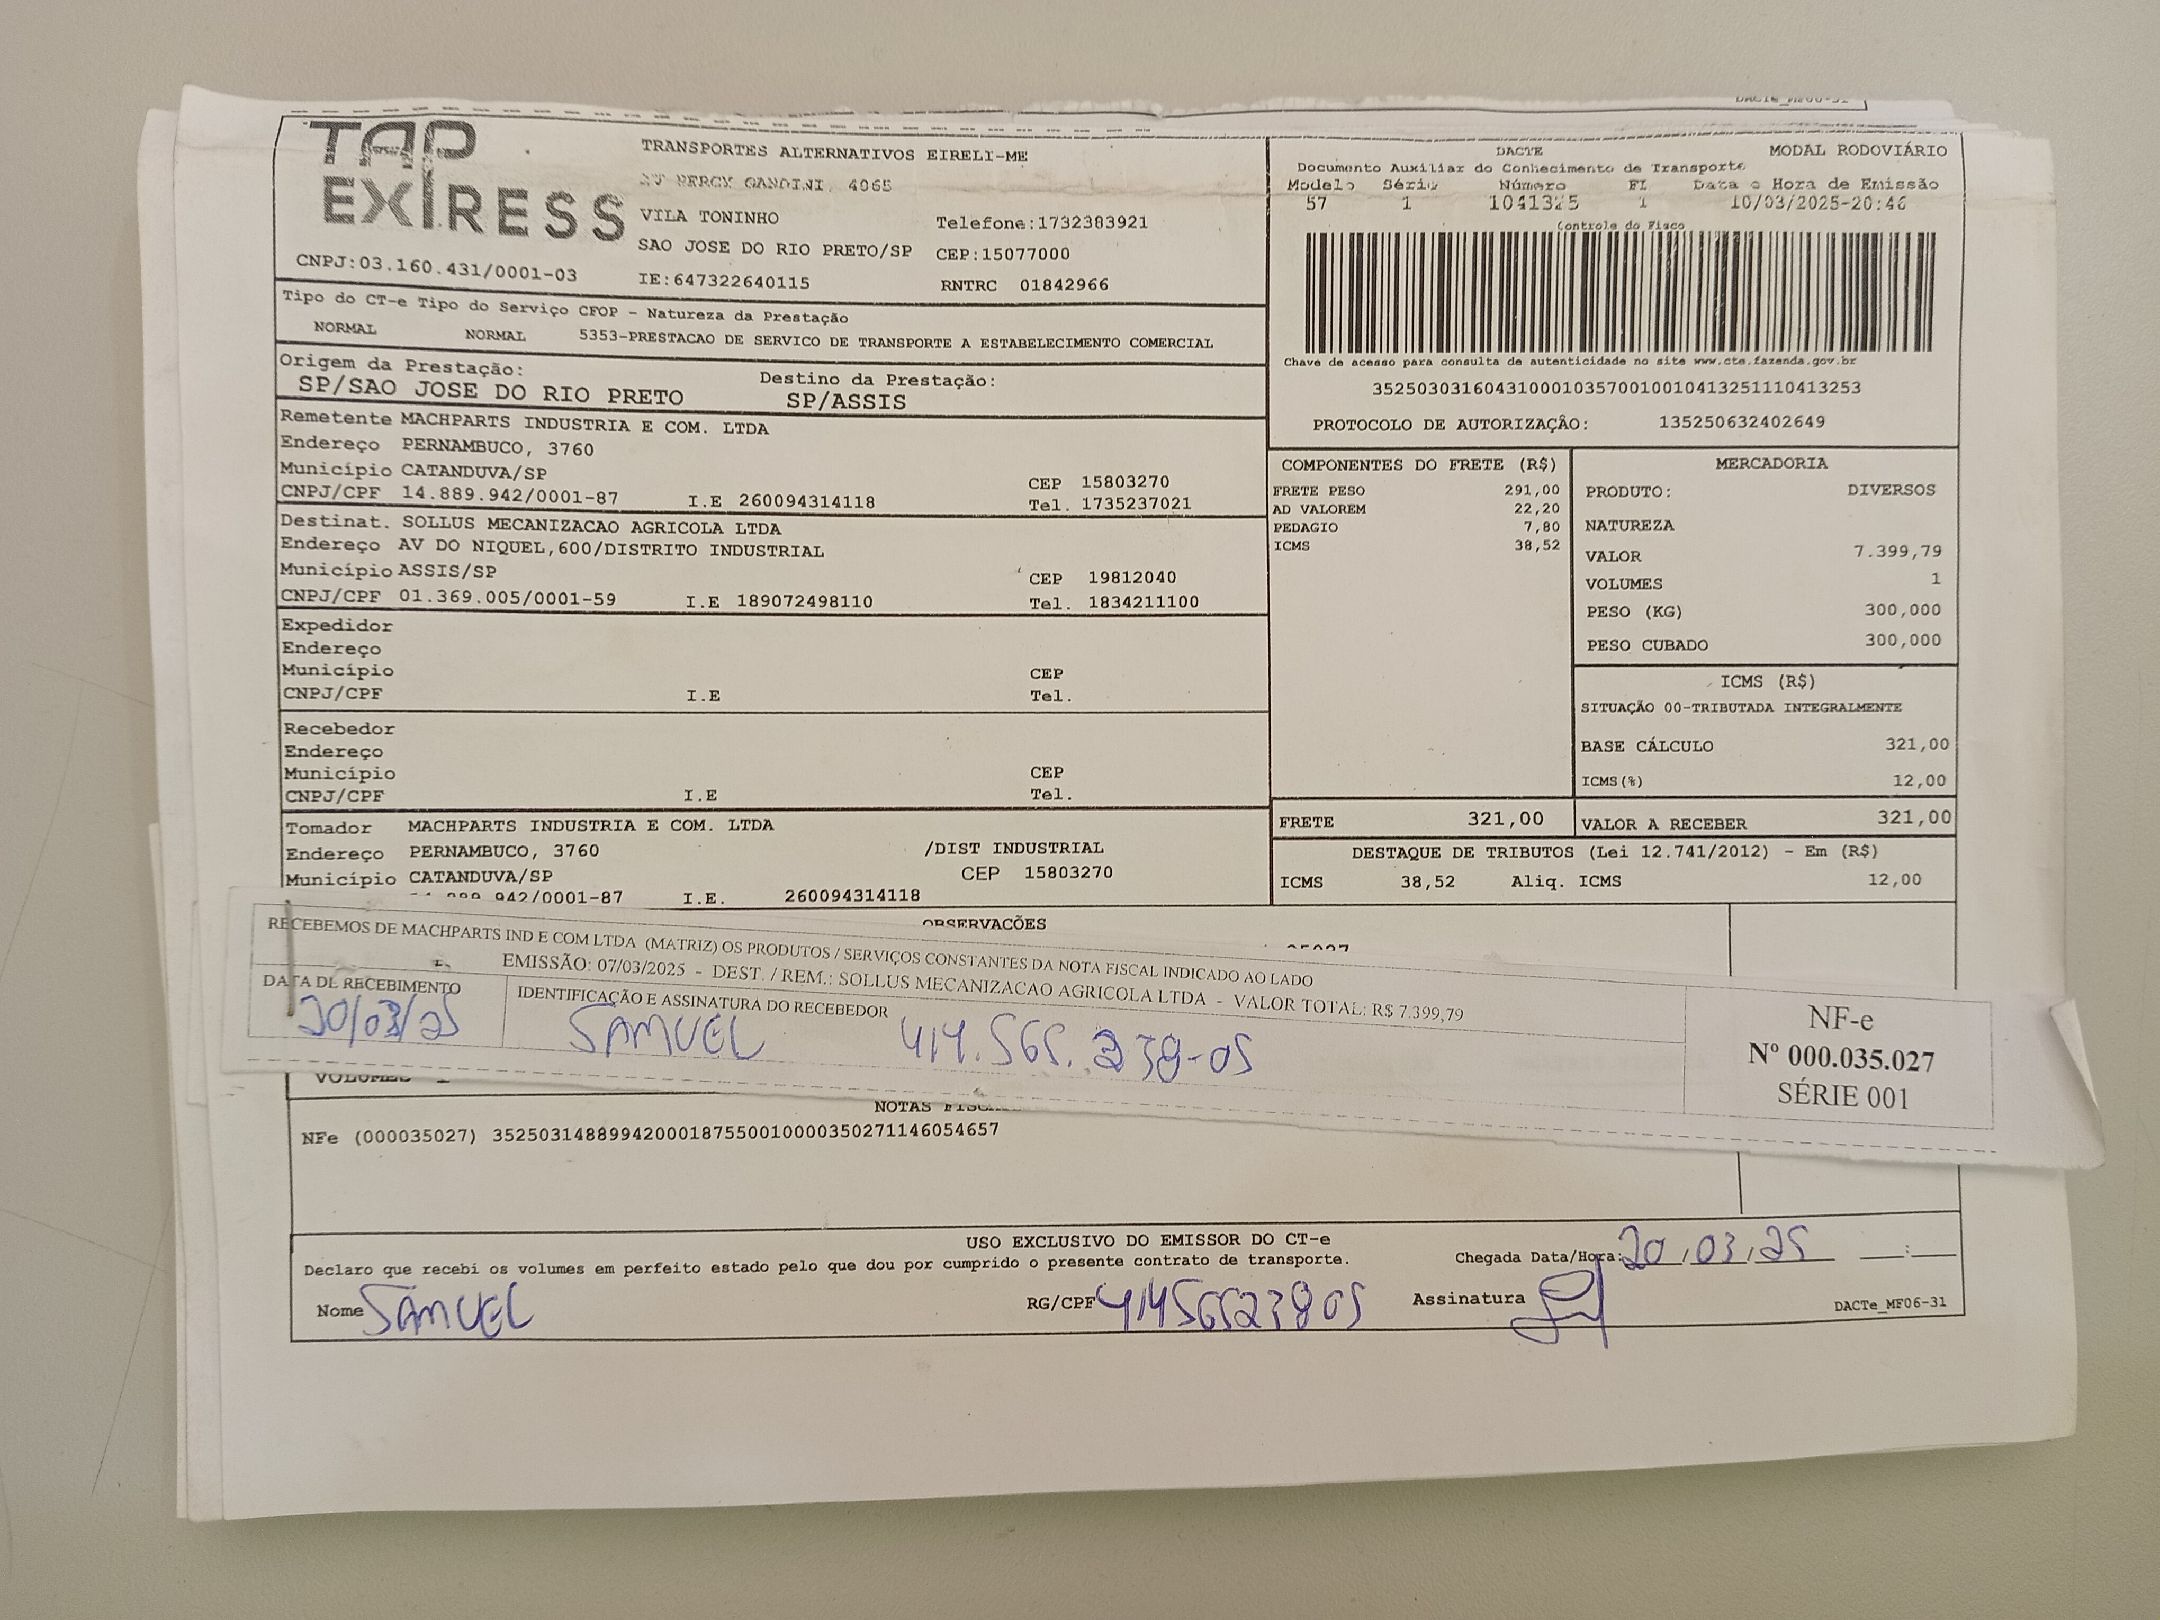 DACTe_MF06-31
TAP
EXPRESS
TRANSPORTES ALTERNATIVOS EIRELI-ME
4065
VILA TONINHO
Telefone:1732383921
SAO JOSE DO RIO PRETO/SP CEP:15077000
CNPJ:03.160.431/0001-03 IE:647322640115 RNTRC 01842966
DACTE MODAL RODOVIÁRIO
Documento Auxiliar do Conhecimento de Transporte
Modelo Série Número Fl Data e Hora de Emissão
57 1 1041325 1 10/03/2025-20:46
Controle do Fisco
Chave de acesso para consulta de autenticidade no site www.cte.fazenda.gov.br
35250303160431000103570010010413251110413253
PROTOCOLO DE AUTORIZAÇÂO: 135250632402649
Tipo do CT-e Tipo do Serviço CFOP - Natureza da Prestação
NORMAL NORMAL 5353-PRESTACAO DE SERVICO DE TRANSPORTE A ESTABELECIMENTO COMERCIAL
Origem da Prestação: Destino da Prestação:
SP/SAO JOSE DO RIO PRETO SP/ASSIS
Remetente MACHPARTS INDUSTRIA E COM. LTDA
Endereço PERNAMBUCO, 3760
Município CATANDUVA/SP CEP 15803270
CNPJ/CPF 14.889.942/0001-87 I.E 260094314118 Tel. 1735237021
Destinat. SOLLUS MECANIZACAO AGRICOLA LTDA
Endereço AV DO NIQUEL,600/DISTRITO INDUSTRIAL
Município ASSIS/SP CEP 19812040
CNPJ/CPF 01.369.005/0001-59 I.E 189072498110 Tel. 1834211100
Expedidor
Endereço
Município CEP
CNPJ/CPF I.E Tel.
Recebedor
Endereço
Município CEP
CNPJ/CPF I.E Tel.
Tomador MACHPARTS INDUSTRIA E COM. LTDA
Endereço PERNAMBUCO, 3760 /DIST INDUSTRIAL
Município CATANDUVA/SP CEP 15803270
942/0001-87 I.E. 260094314118
COMPONENTES DO FRETE (R$)
FRETE PESO 291,00
AD VALOREM 22,20
PEDAGIO 7,80
ICMS 38,52
MERCADORIA
PRODUTO: DIVERSOS
NATUREZA
VALOR 7.399,79
VOLUMES 1
PESO (KG) 300,000
PESO CUBADO 300,000
ICMS (R$)
SITUAÇÃO 00-TRIBUTADA INTEGRALMENTE
BASE CÁLCULO 321,00
ICMS(%) 12,00
FRETE 321,00 VALOR A RECEBER 321,00
DESTAQUE DE TRIBUTOS (Lei 12.741/2012) - Em (R$)
ICMS 38,52 Aliq. ICMS 12,00
OBSERVACÕES
RECEBEMOS DE MACHPARTS IND E COM LTDA (MATRIZ) OS PRODUTOS / SERVIÇOS CONSTANTES DA NOTA FISCAL INDICADO AO LADO
EMISSÃO: 07/03/2025 - DEST. / REM.: SOLLUS MECANIZACAO AGRICOLA LTDA - VALOR TOTAL: R$ 7.399,79
DATA DE RECEBIMENTO IDENTIFICAÇÃO E ASSINATURA DO RECEBEDOR
20/03/25 SAMUEL 414.565.238-05
NF-e
Nº 000.035.027
SÉRIE 001
VOLUMES 1
NOTAS
NFe (000035027) 35250314889942000187550010000350271146054657
USO EXCLUSIVO DO EMISSOR DO CT-e
Declaro que recebi os volumes em perfeito estado pelo que dou por cumprido o presente contrato de transporte. Chegada Data/Hora: 20/03/25 __:__
Nome SAMUEL RG/CPF 41456523805 Assinatura
DACTe_MF06-31